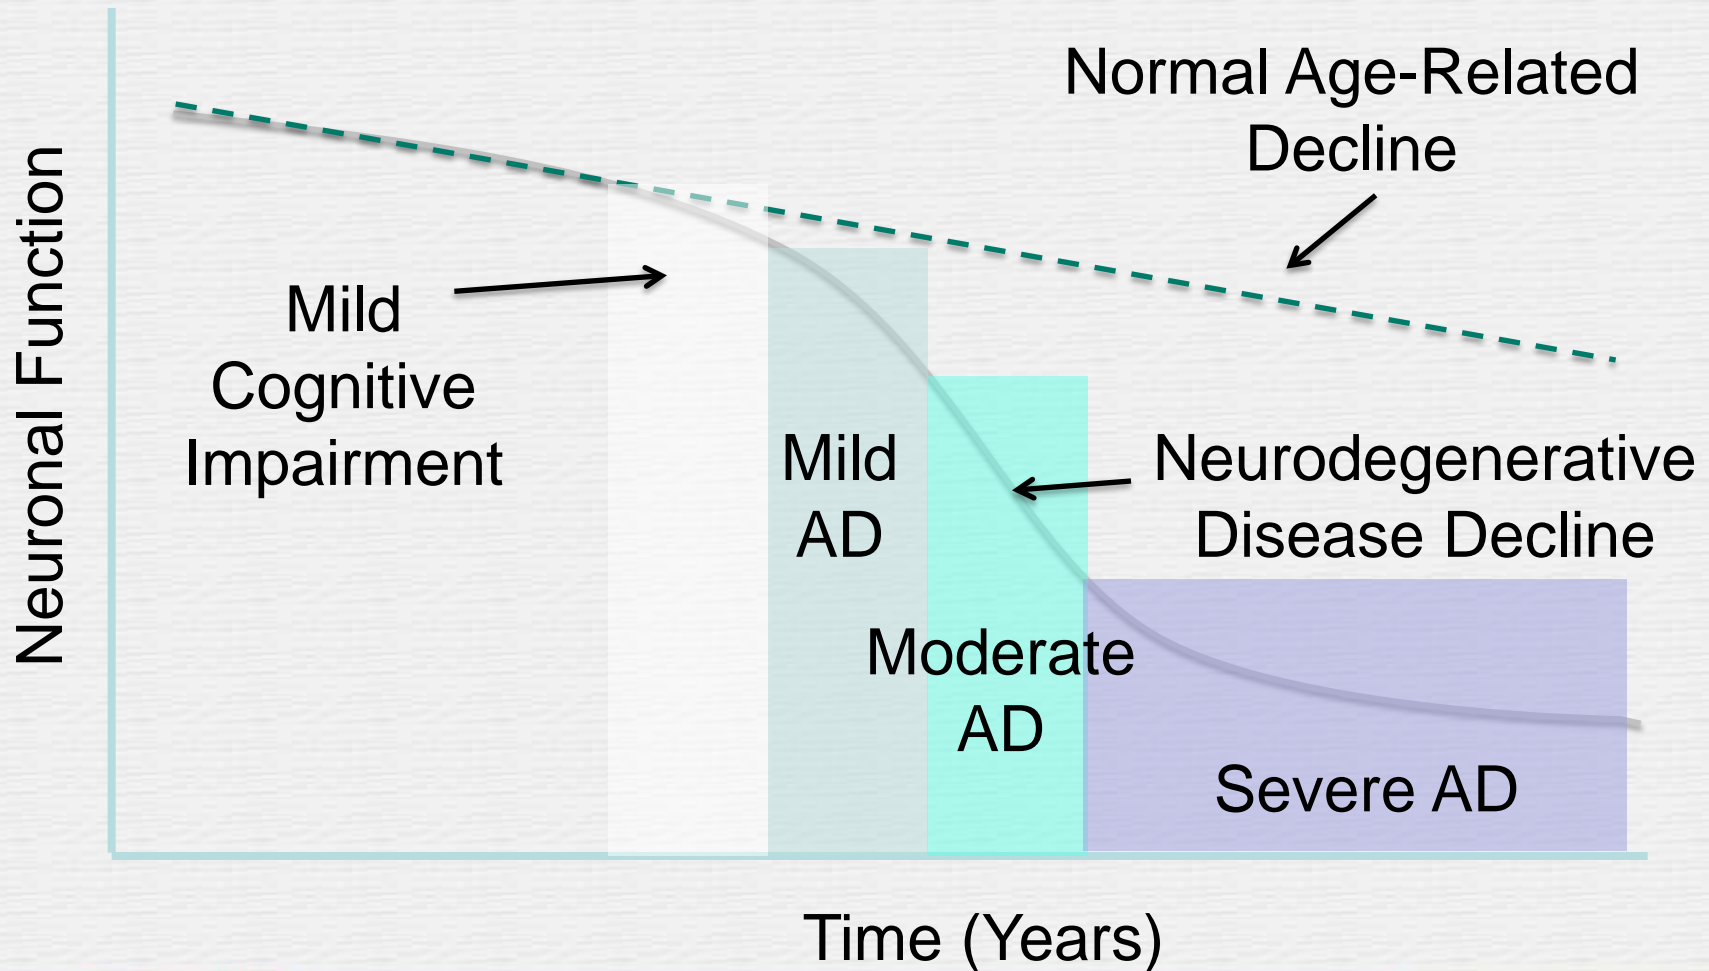 Normal Age-Related
Decline
Neuronal Function
Mild
Cognitive
Impairment
Mild
AD
Neurodegenerative
Disease Decline
Moderate
AD
Severe AD
Time (Years)